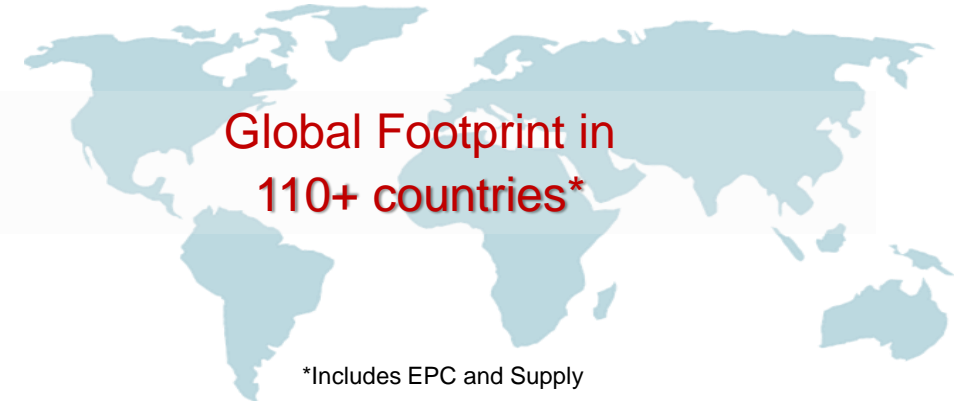 Global Footprint in
110+ countries*
*Includes EPC and Supply